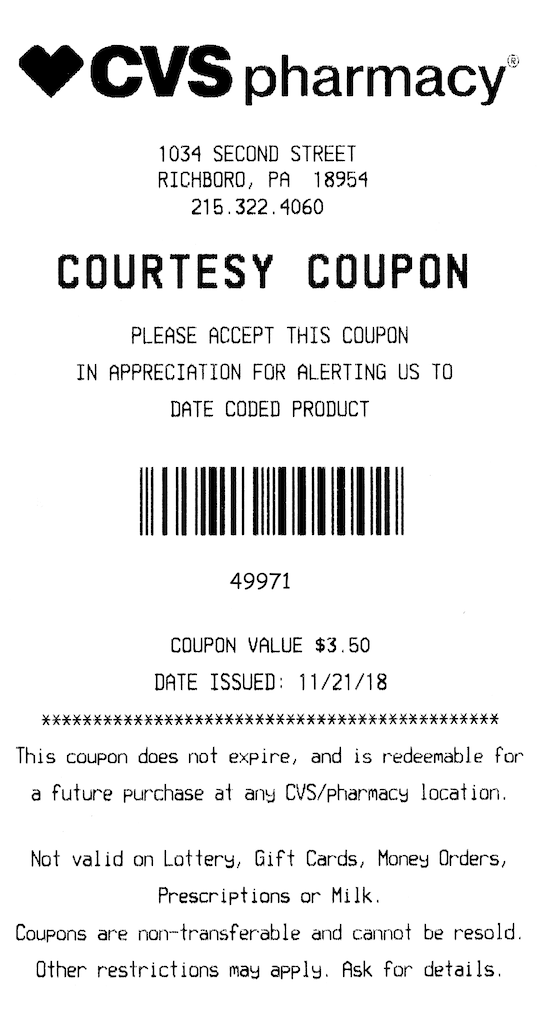 CVS pharmacy®
1034 SECOND STREET
RICHBORO, PA 18954
215.322.4060
COURTESY COUPON
PLEASE ACCEPT THIS COUPON
IN APPRECIATION FOR ALERTING US TO
DATE CODED PRODUCT
49971
COUPON VALUE $3.50
DATE ISSUED: 11/21/18
*********************************************
This coupon does not expire, and is redeemable for
a future purchase at any CVS/pharmacy location.
Not valid on Lottery, Gift Cards, Money Orders,
Prescriptions or Milk.
Coupons are non-transferable and cannot be resold.
Other restrictions may apply. Ask for details.